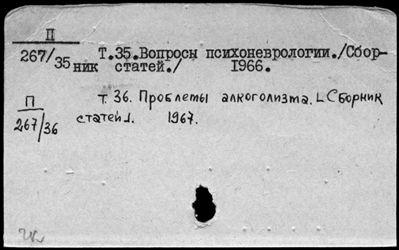 П
267/35 Т.35.Вопросы психоневрологии./Сбор-
ник статей./ 1966.
П т. 36. Проблемы алкоголизма. [Сборник
267/36 статей]. 1967.